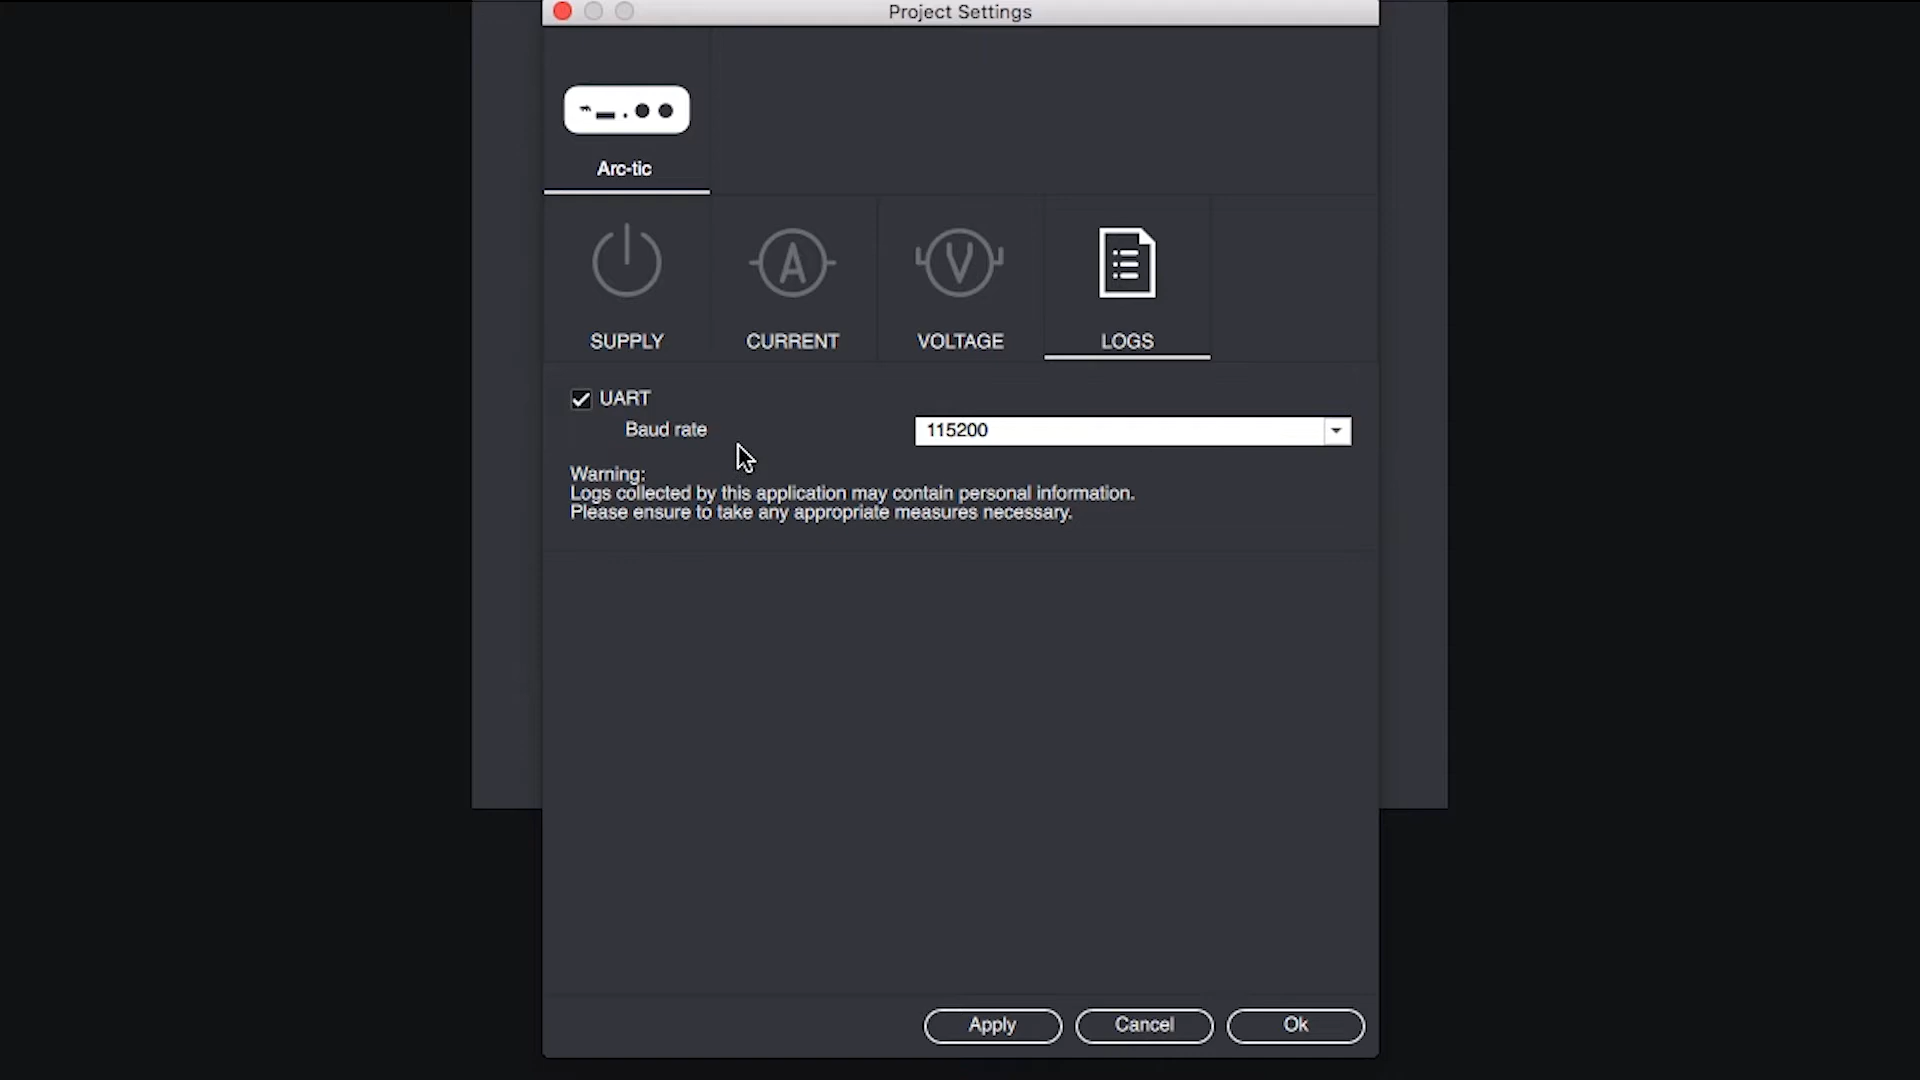 Project Settings
Arc-tic
SUPPLY
CURRENT
VOLTAGE
LOGS
UART
Baud rate
115200
Warning:
Logs collected by this application may contain personal information.
Please ensure to take any appropriate measures necessary.
Apply
Cancel
Ok